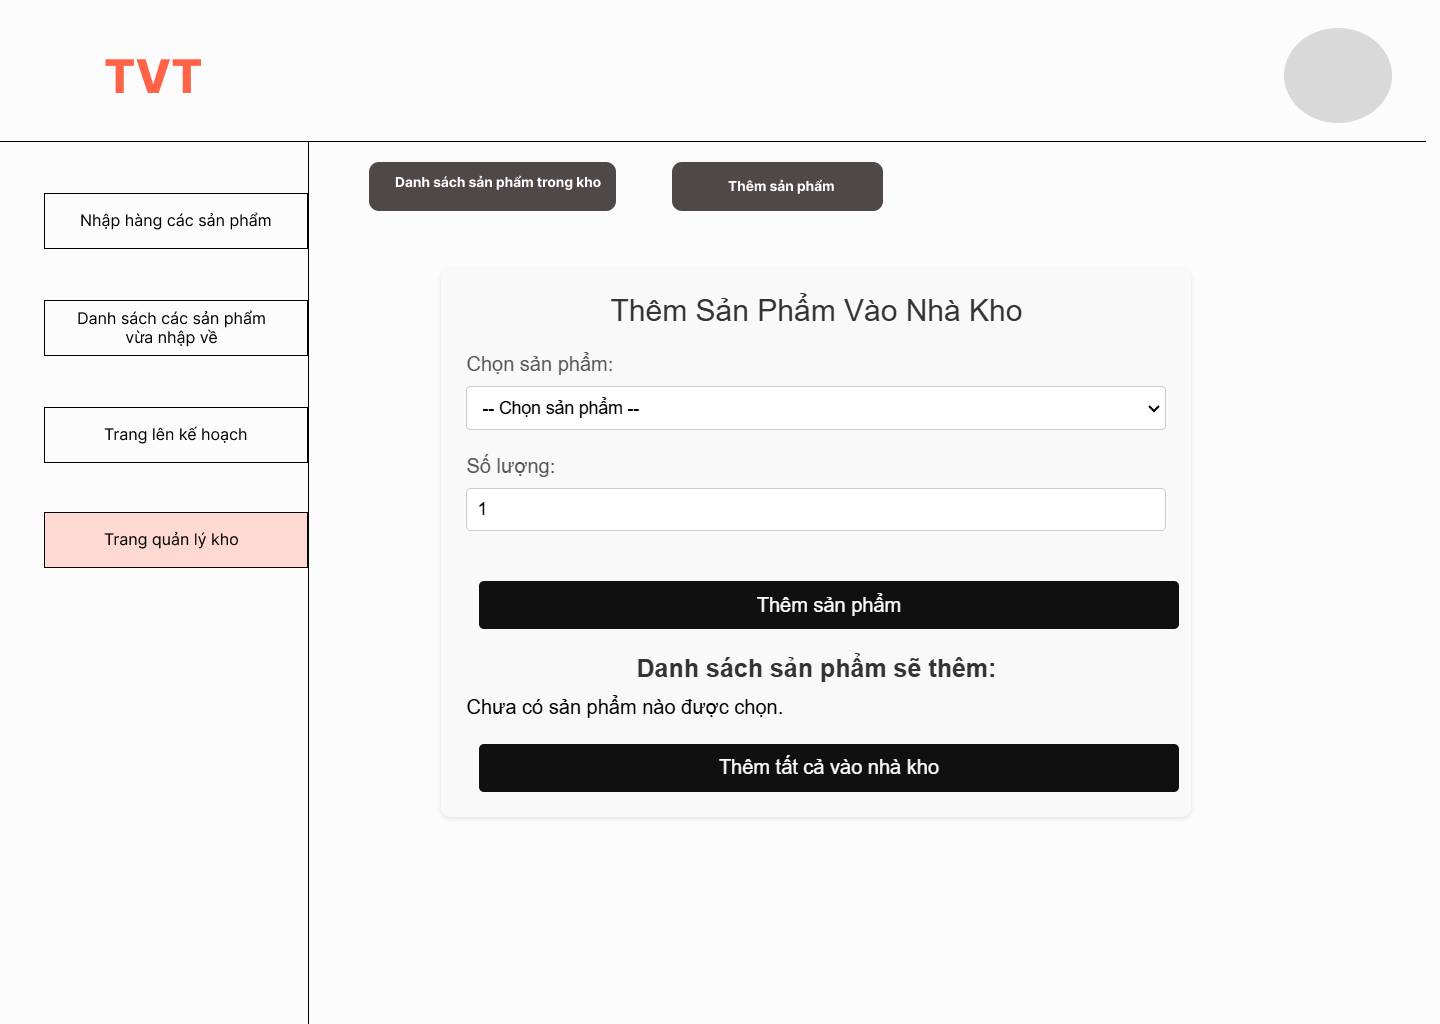 TVT
Danh sách sản phẩm trong kho
Thêm sản phẩm
Nhập hàng các sản phẩm
Danh sách các sản phẩm
vừa nhập về
Trang lên kế hoạch
Trang quản lý kho
Thêm Sản Phẩm Vào Nhà Kho
Chọn sản phẩm:
-- Chọn sản phẩm --
Số lượng:
1
Thêm sản phẩm
Danh sách sản phẩm sẽ thêm:
Chưa có sản phẩm nào được chọn.
Thêm tất cả vào nhà kho